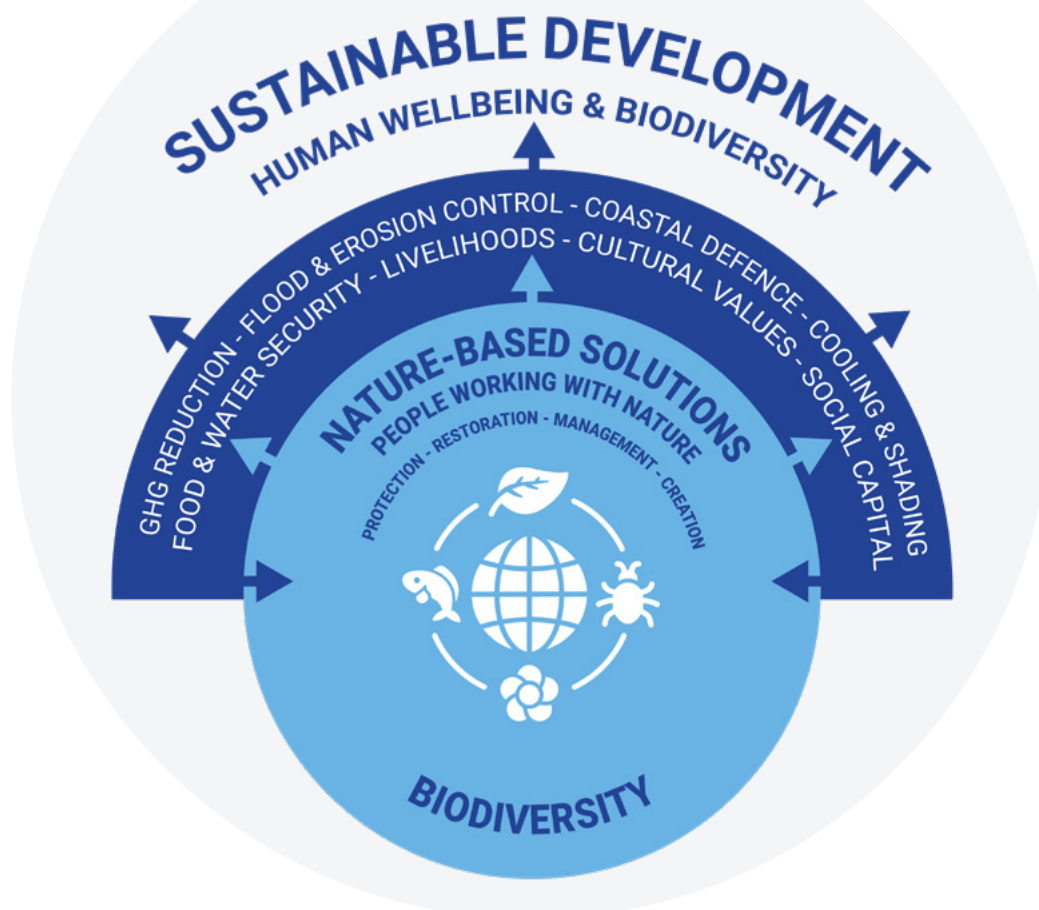 SUSTAINABLE DEVELOPMENT
HUMAN WELLBEING & BIODIVERSITY
GHG REDUCTION - FLOOD & EROSION CONTROL - COASTAL DEFENCE - COOLING & SHADING
FOOD & WATER SECURITY - LIVELIHOODS - CULTURAL VALUES - SOCIAL CAPITAL
NATURE-BASED SOLUTIONS
PEOPLE WORKING WITH NATURE
PROTECTION - RESTORATION - MANAGEMENT - CREATION
BIODIVERSITY